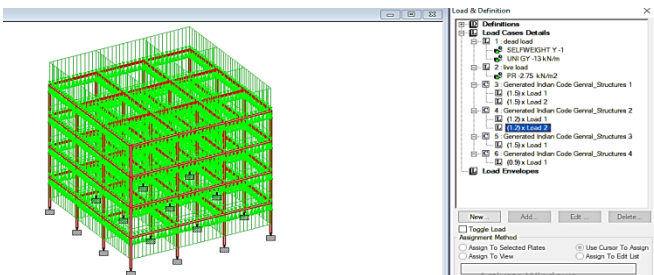 Load & Definition
Definitions
Load Cases Details
1 : dead load
SELFWEIGHT Y -1
UNI GY -13 kN/m
2 : live load
PR -2.75 kN/m2
3 : Generated Indian Code Genral_Structures 1
(1.5) x Load 1
(1.5) x Load 2
4 : Generated Indian Code Genral_Structures 2
(1.2) x Load 1
(1.2) x Load 2
5 : Generated Indian Code Genral_Structures 3
(1.5) x Load 1
6 : Generated Indian Code Genral_Structures 4
(0.9) x Load 1
Load Envelopes
New... Add... Edit ... Delete...
Toggle Load
Assignment Method
Assign To Selected Plates Use Cursor To Assign
Assign To View Assign To Edit List